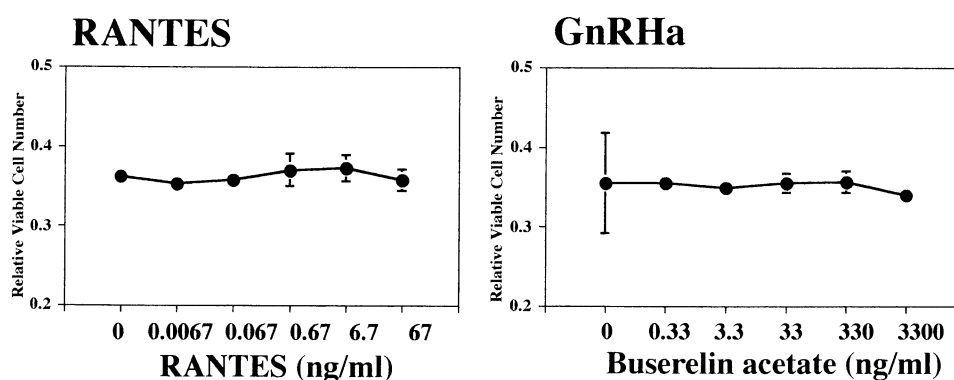 RANTES
0.5
0.4
0.3
0.2
Relative Viable Cell Number
0 0.0067 0.067 0.67 6.7 67
RANTES (ng/ml)
GnRHa
0.5
0.4
0.3
0.2
Relative Viable Cell Number
0 0.33 3.3 33 330 3300
Buserelin acetate (ng/ml)